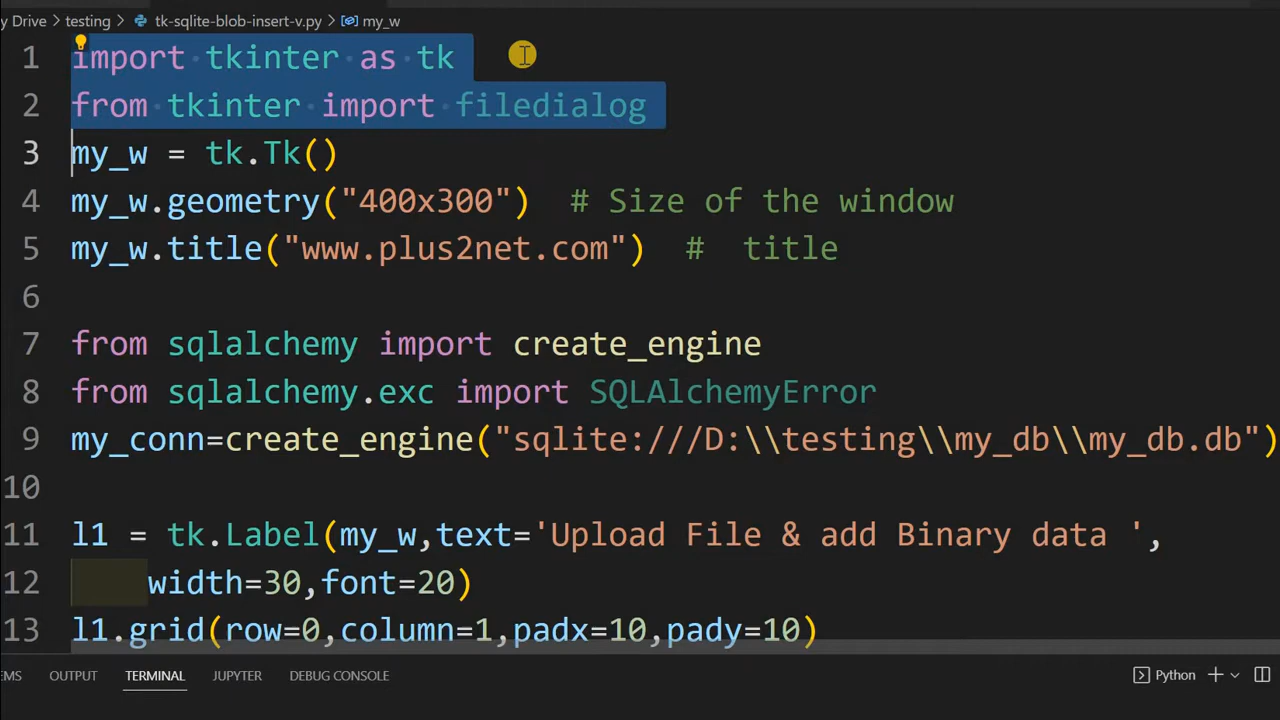 y Drive > testing > tk-sqlite-blob-insert-v.py > my_w
1 import tkinter as tk
2 from tkinter import filedialog
3 my_w = tk.Tk()
4 my_w.geometry("400x300")  # Size of the window
5 my_w.title("www.plus2net.com")  #  title
6
7 from sqlalchemy import create_engine
8 from sqlalchemy.exc import SQLAlchemyError
9 my_conn=create_engine("sqlite:///D:\\testing\\my_db\\my_db.db")
10
11 l1 = tk.Label(my_w,text='Upload File & add Binary data ',
12     width=30,font=20)
13 l1.grid(row=0,column=1,padx=10,pady=10)
EMS OUTPUT TERMINAL JUPYTER DEBUG CONSOLE Python